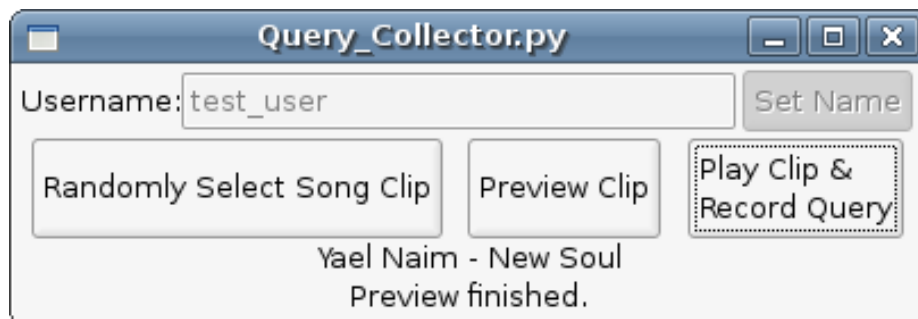 Query_Collector.py
Username: test_user Set Name
Randomly Select Song Clip Preview Clip Play Clip &
Record Query
Yael Naim - New Soul
Preview finished.